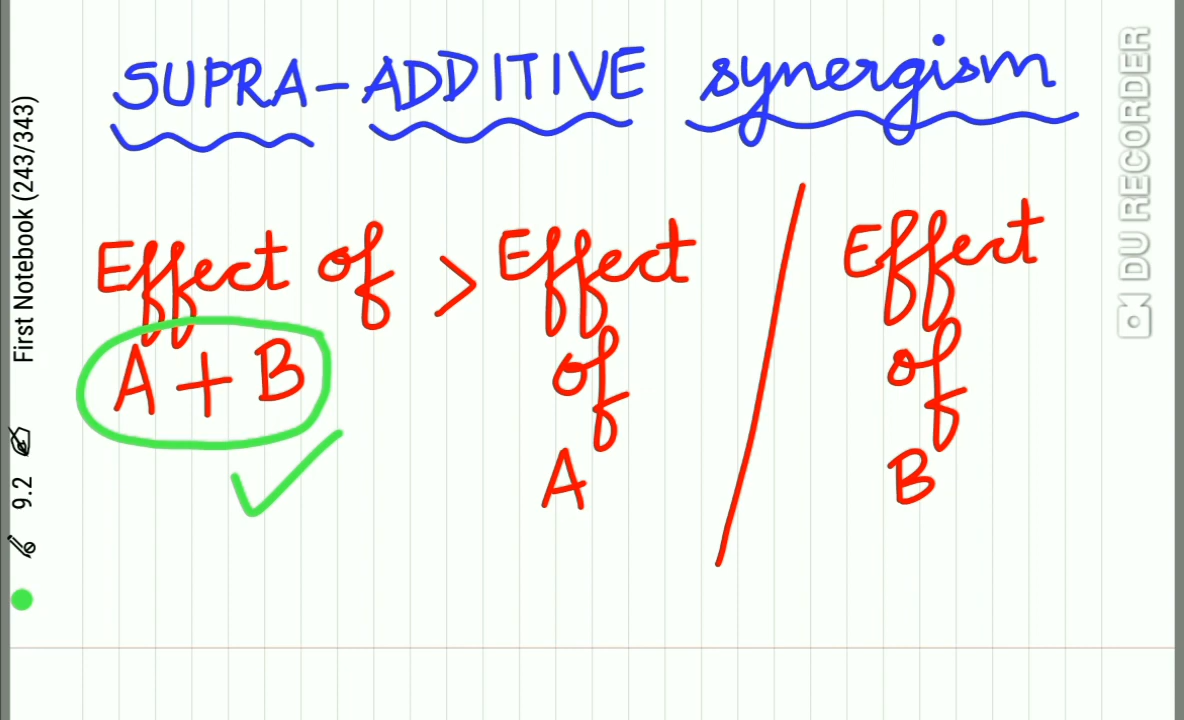 SUPRA-ADDITIVE synergism
Effect of > Effect / Effect
A + B
of of
A B
First Notebook (243/343)
9.2
DU RECORDER